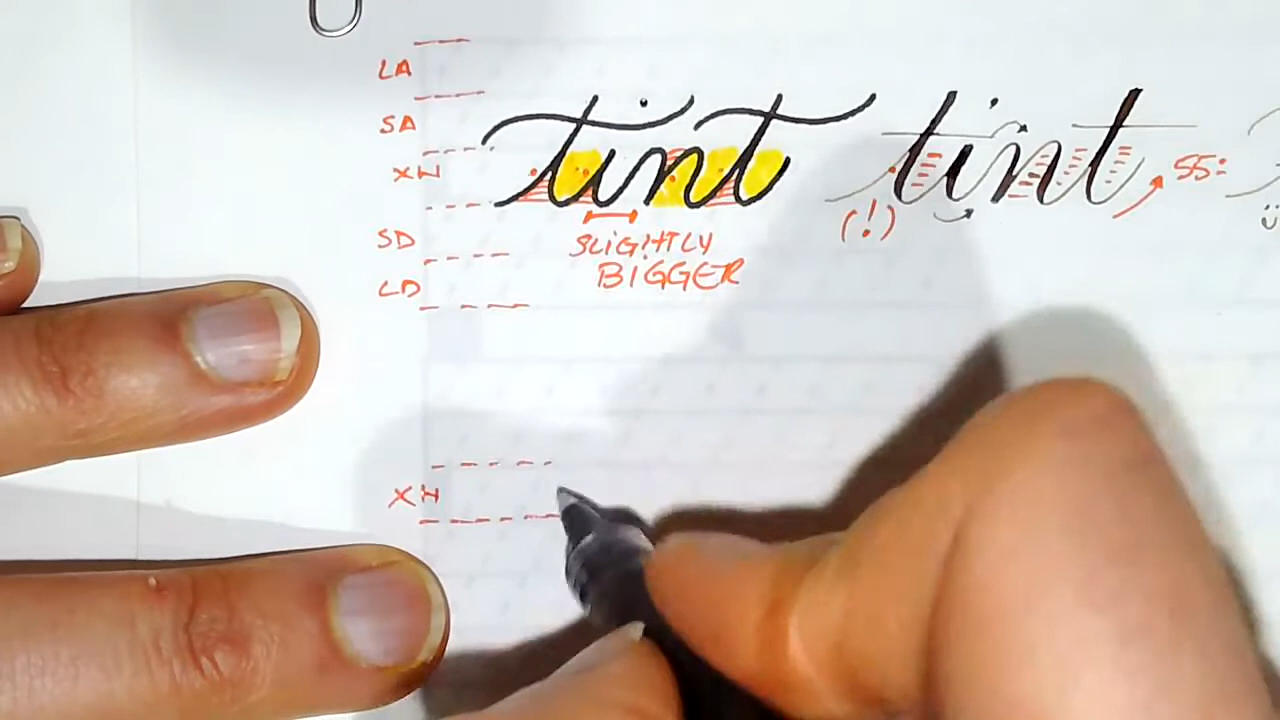 LA
SA
XH
SD
LD
tint
SLIGHTLY
BIGGER
tint
(!)
SS:
XH